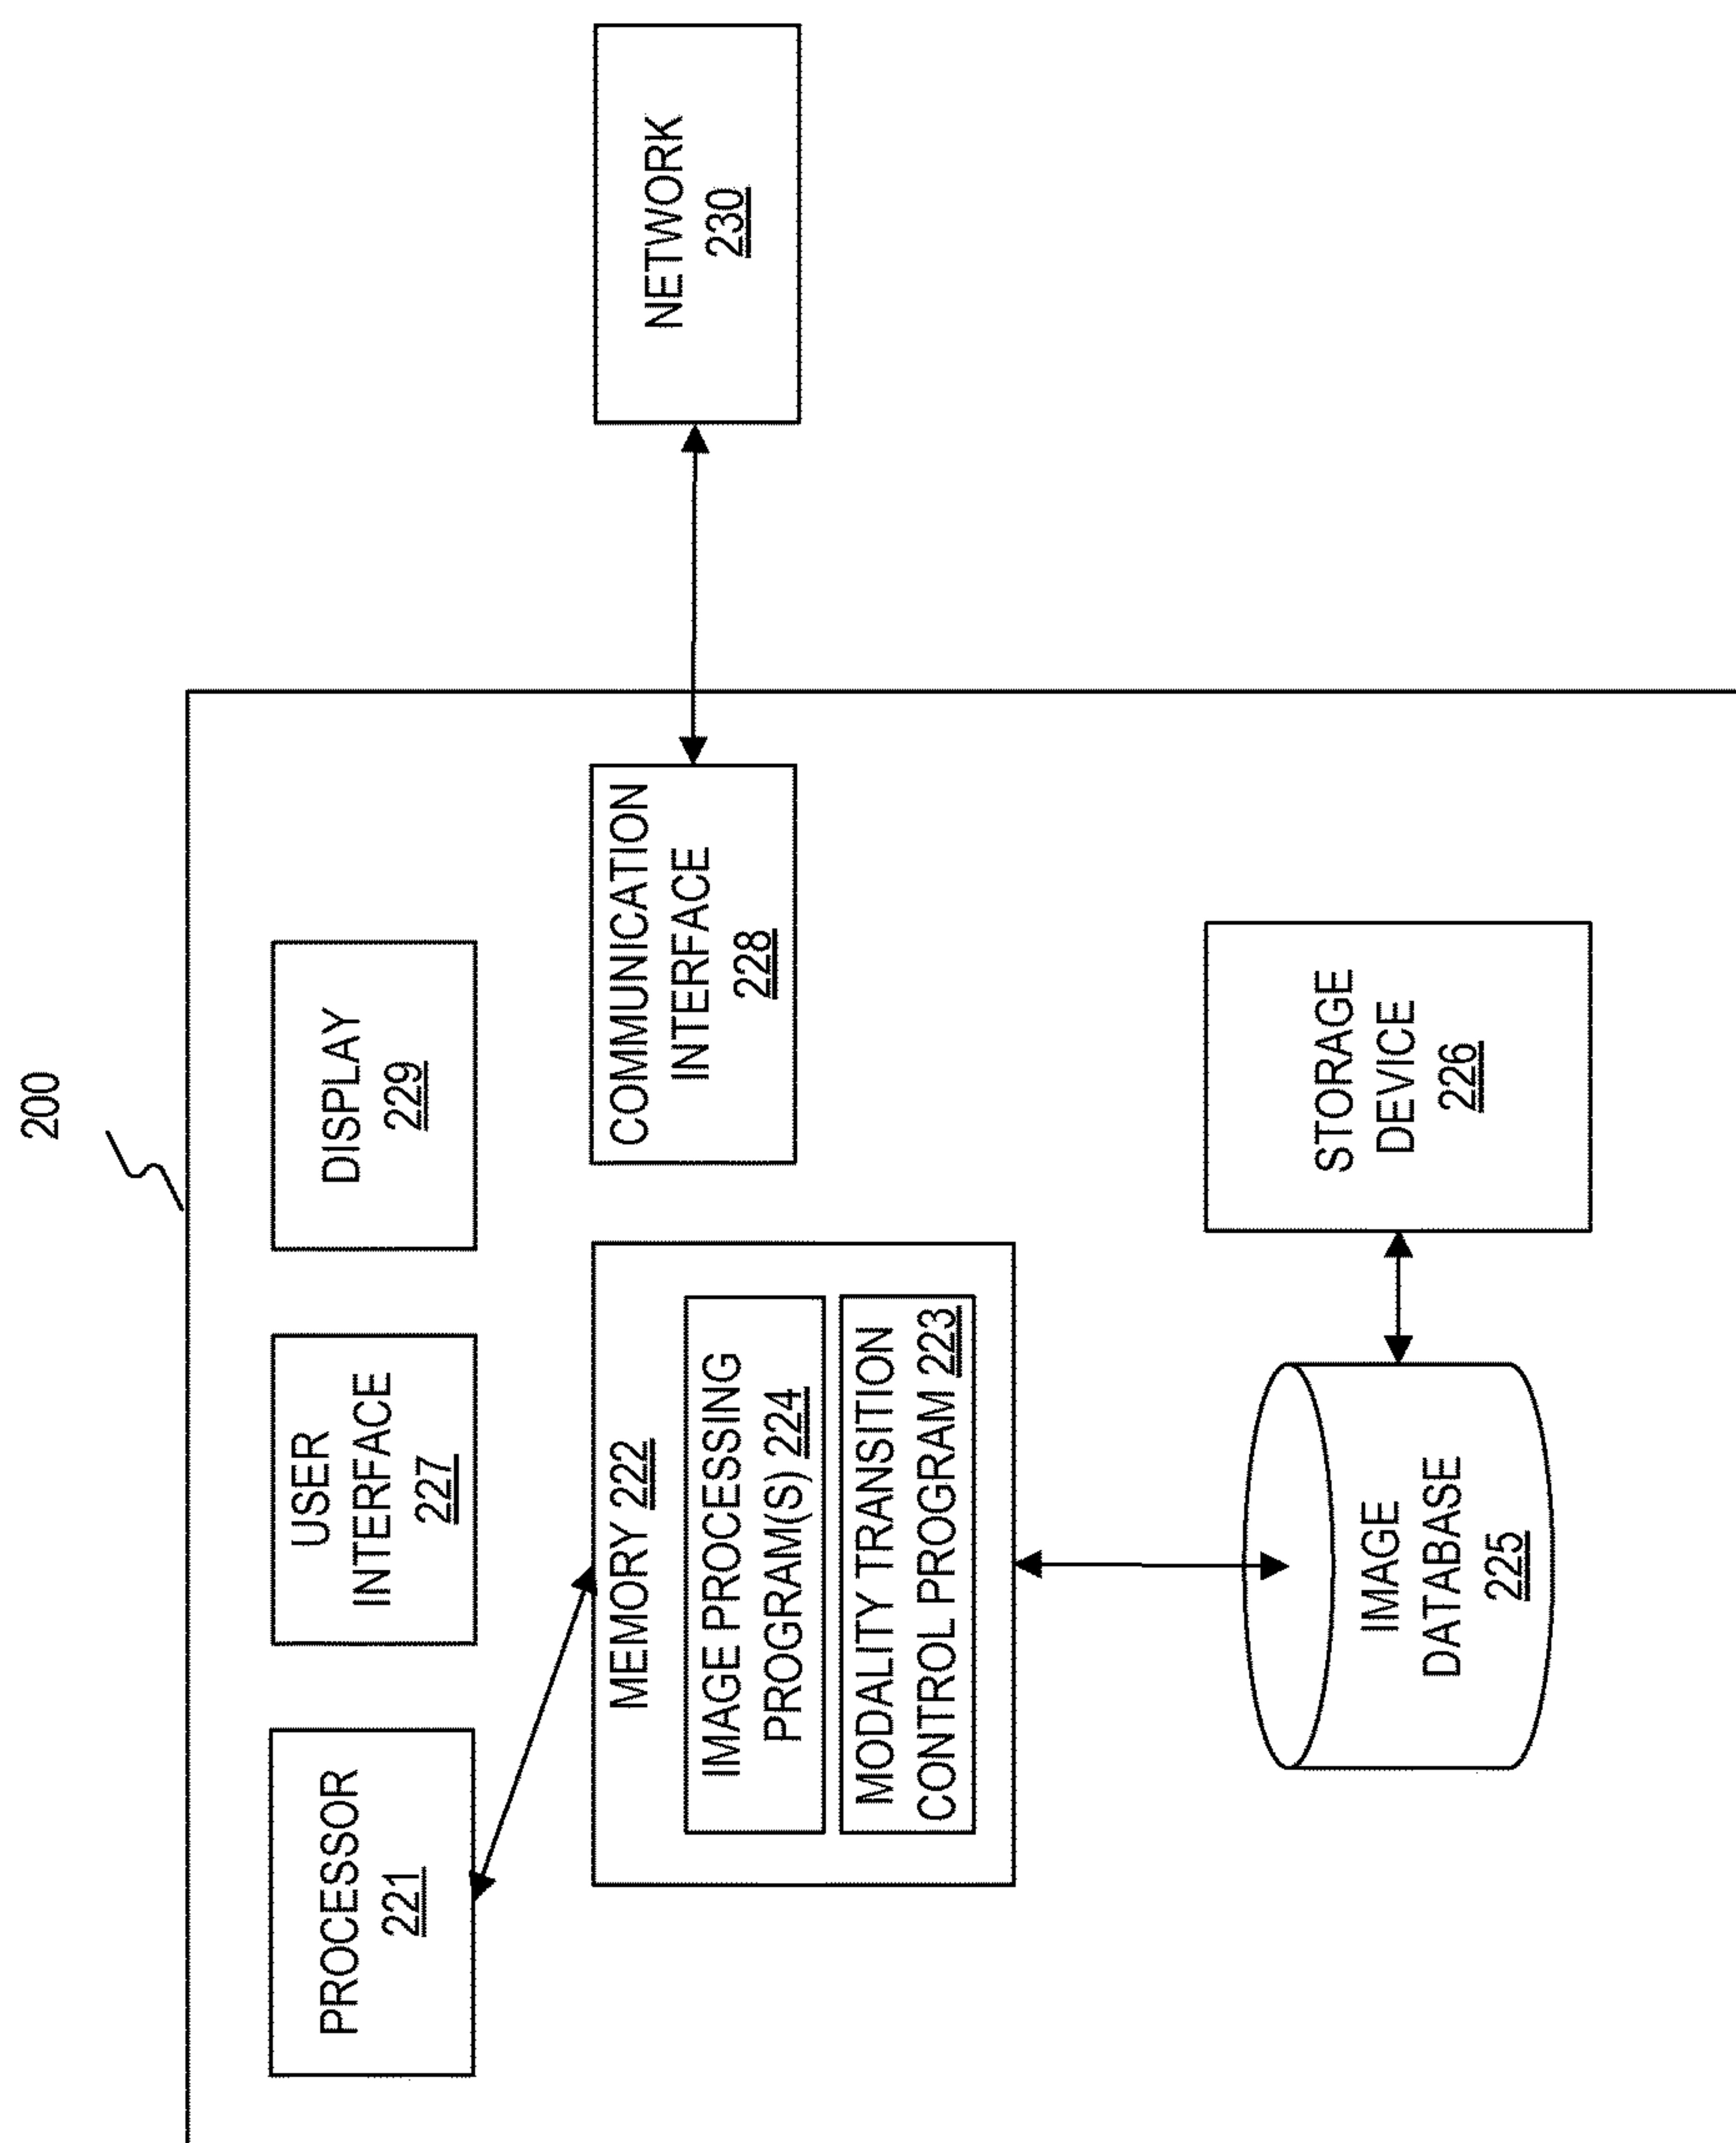 200
PROCESSOR
221
USER
INTERFACE
227
DISPLAY
229
MEMORY 222
IMAGE PROCESSING
PROGRAM(S) 224
MODALITY TRANSITION
CONTROL PROGRAM 223
COMMUNICATION
INTERFACE
228
NETWORK
230
IMAGE
DATABASE
225
STORAGE
DEVICE
226